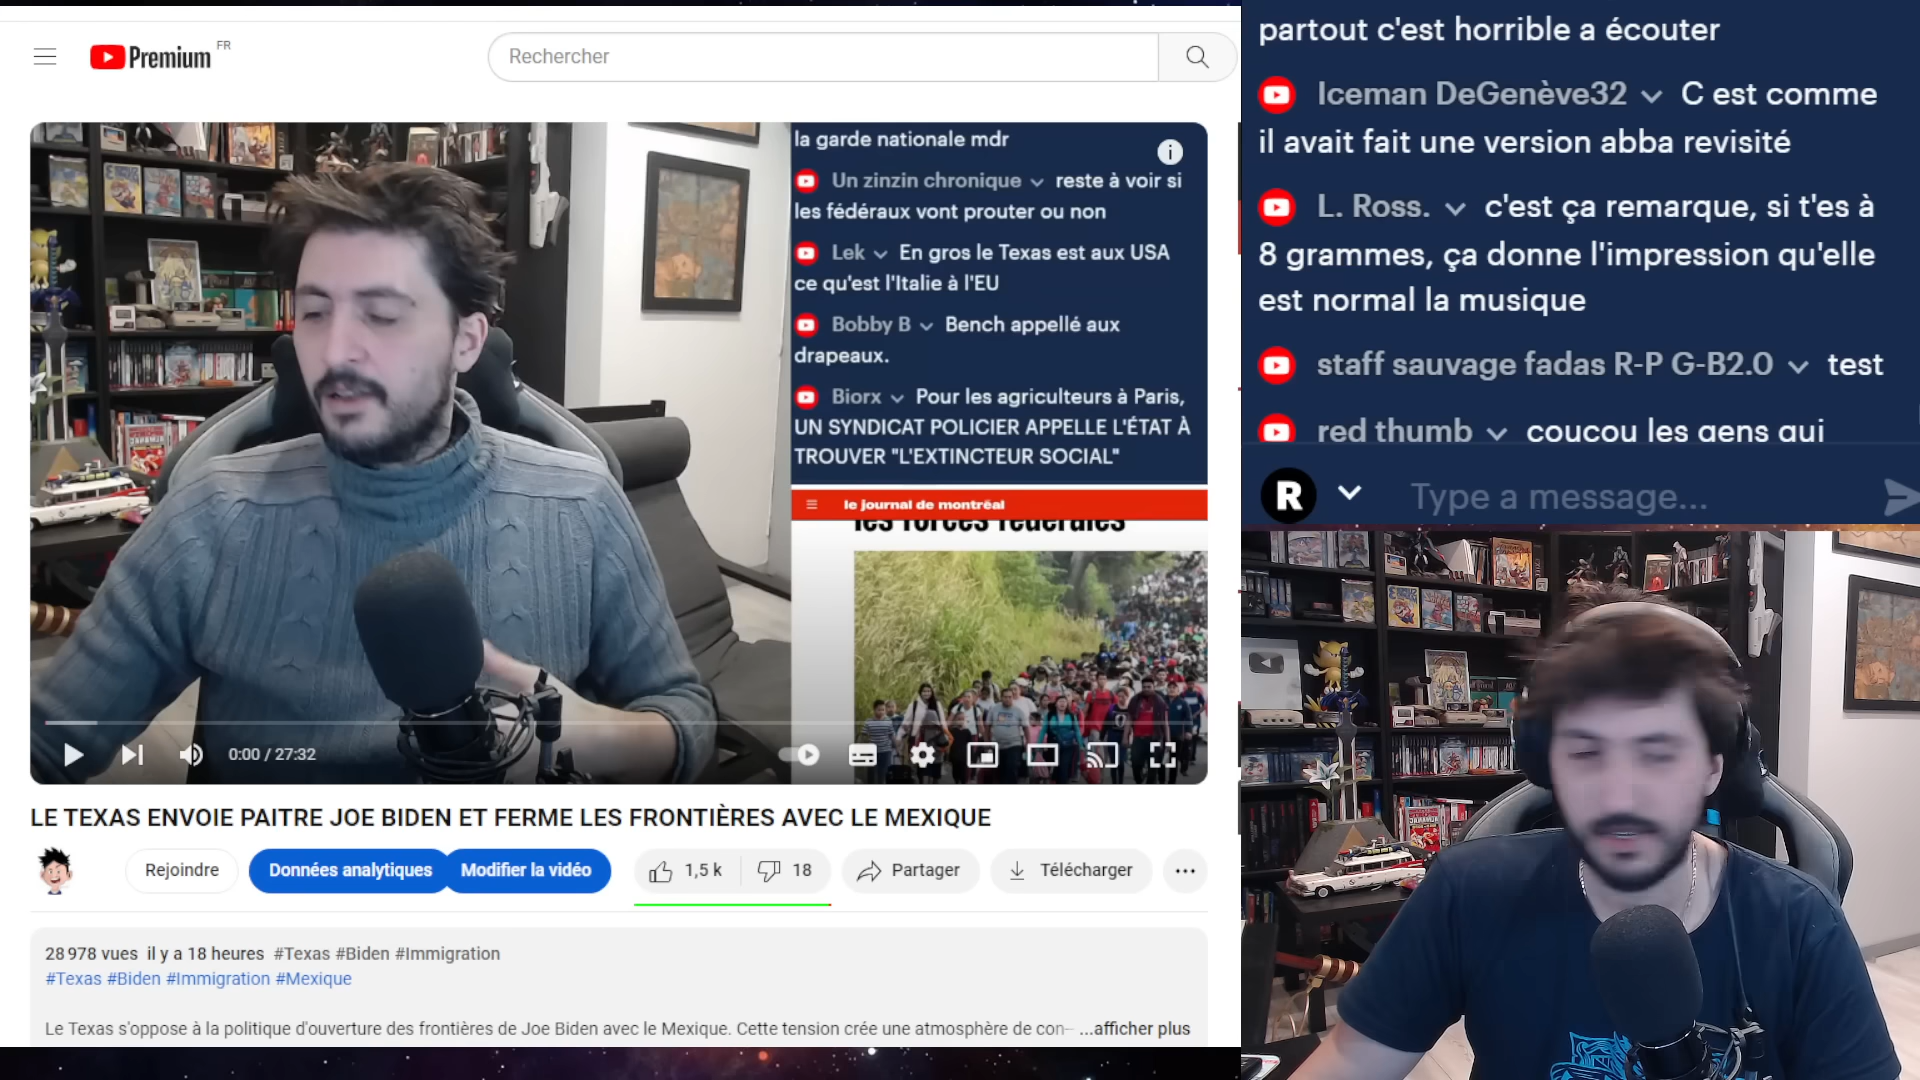 Premium FR
Rechercher
la garde nationale mdr
Un zinzin chronique reste à voir si
les fédéraux vont prouter ou non
Lek En gros le Texas est aux USA
ce qu'est l'Italie à l'EU
Bobby B Bench appellé aux
drapeaux.
Biorx Pour les agriculteurs à Paris,
UN SYNDICAT POLICIER APPELLE L'ÉTAT À
TROUVER "L'EXTINCTEUR SOCIAL"
le journal de montréal
les forces fédérales
0:00 / 27:32
LE TEXAS ENVOIE PAITRE JOE BIDEN ET FERME LES FRONTIÈRES AVEC LE MEXIQUE
Rejoindre
Données analytiques
Modifier la vidéo
1,5 k
18
Partager
Télécharger
28 978 vues il y a 18 heures #Texas #Biden #Immigration
#Texas #Biden #Immigration #Mexique
Le Texas s'oppose à la politique d'ouverture des frontières de Joe Biden avec le Mexique. Cette tension crée une atmosphère de con- ...afficher plus
partout c'est horrible a écouter
Iceman DeGenève32 C est comme
il avait fait une version abba revisité
L. Ross. c'est ça remarque, si t'es à
8 grammes, ça donne l'impression qu'elle
est normal la musique
staff sauvage fadas R-P G-B2.0 test
red thumb coucou les gens qui
R
Type a message...